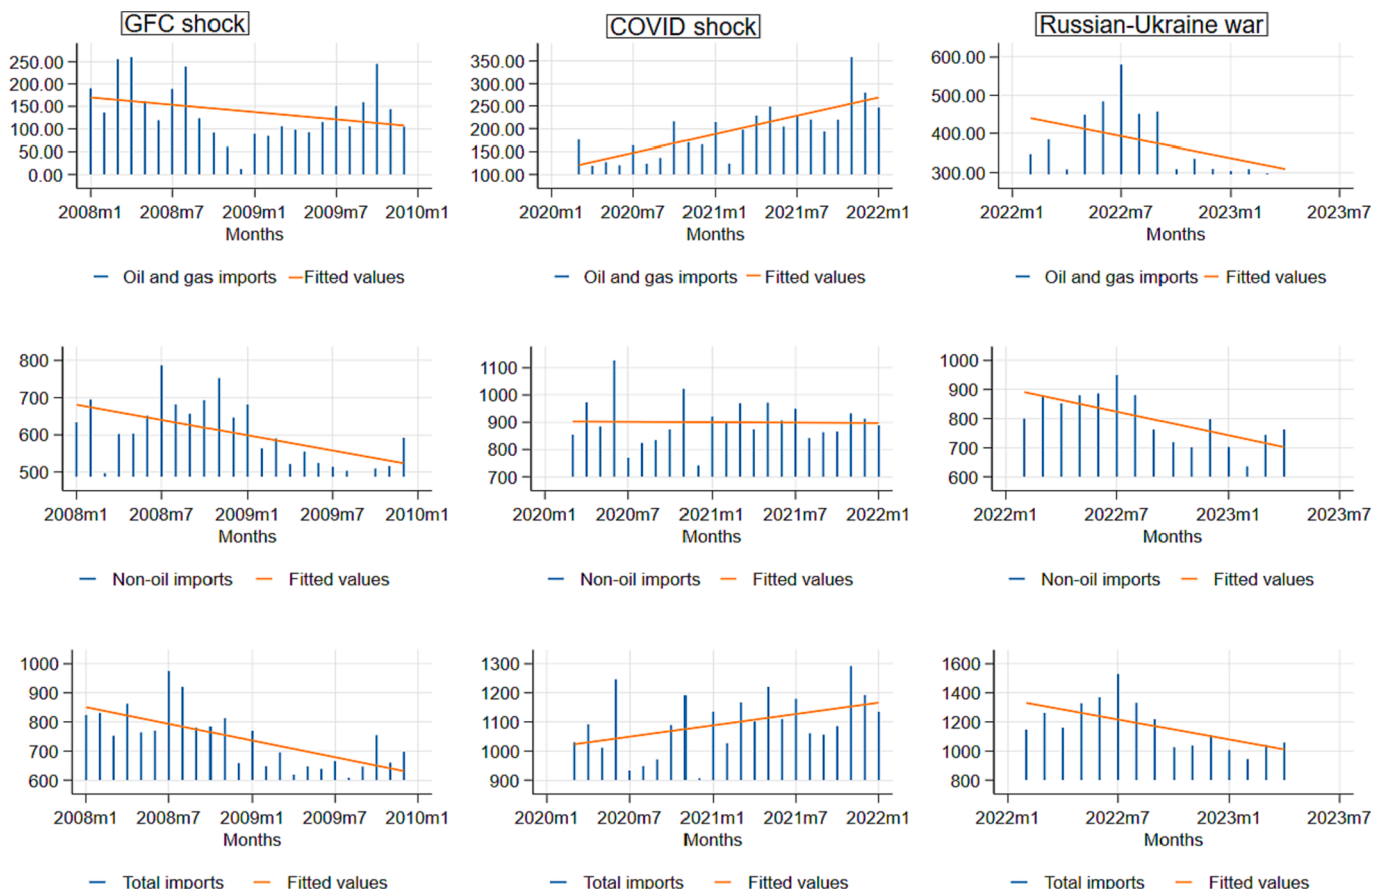 GFC shock COVID shock Russian-Ukraine war
250.00
200.00
150.00
100.00
50.00
0.00
2008m1 2008m7 2009m1 2009m7 2010m1
Months
Oil and gas imports Fitted values
350.00
300.00
250.00
200.00
150.00
100.00
2020m1 2020m7 2021m1 2021m7 2022m1
Months
Oil and gas imports Fitted values
600.00
500.00
400.00
300.00
2022m1 2022m7 2023m1 2023m7
Months
Oil and gas imports Fitted values
800
700
600
500
2008m1 2008m7 2009m1 2009m7 2010m1
Months
Non-oil imports Fitted values
1100
1000
900
800
700
2020m1 2020m7 2021m1 2021m7 2022m1
Months
Non-oil imports Fitted values
1000
900
800
700
600
2022m1 2022m7 2023m1 2023m7
Months
Non-oil imports Fitted values
1000
900
800
700
600
2008m1 2008m7 2009m1 2009m7 2010m1
Months
Total imports Fitted values
1300
1200
1100
1000
900
2020m1 2020m7 2021m1 2021m7 2022m1
Months
Total imports Fitted values
1600
1400
1200
1000
800
2022m1 2022m7 2023m1 2023m7
Months
Total imports Fitted values